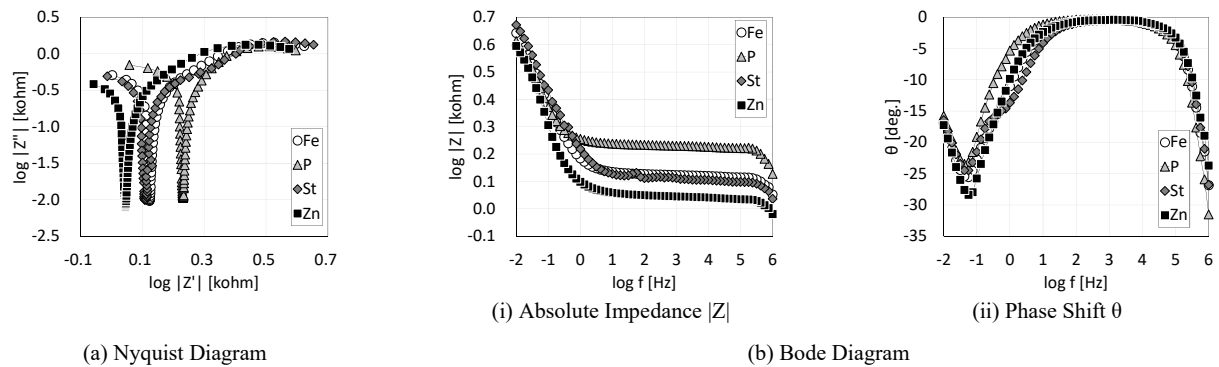 0.5
0.0
-0.5
-1.0
-1.5
-2.0
-2.5
log |Z''| [kohm]
-0.1
0.1
0.3
0.5
0.7
log |Z'| [kohm]
Fe
P
St
Zn
0.7
0.6
0.5
0.4
0.3
0.2
0.1
0.0
-0.1
log |Z| [kohm]
-2 -1 0 1 2 3 4 5 6
log f [Hz]
Fe
P
St
Zn
0
-5
-10
-15
-20
-25
-30
-35
θ [deg.]
-2 -1 0 1 2 3 4 5 6
log f [Hz]
Fe
P
St
Zn
(i) Absolute Impedance |Z|
(ii) Phase Shift θ
(a) Nyquist Diagram
(b) Bode Diagram